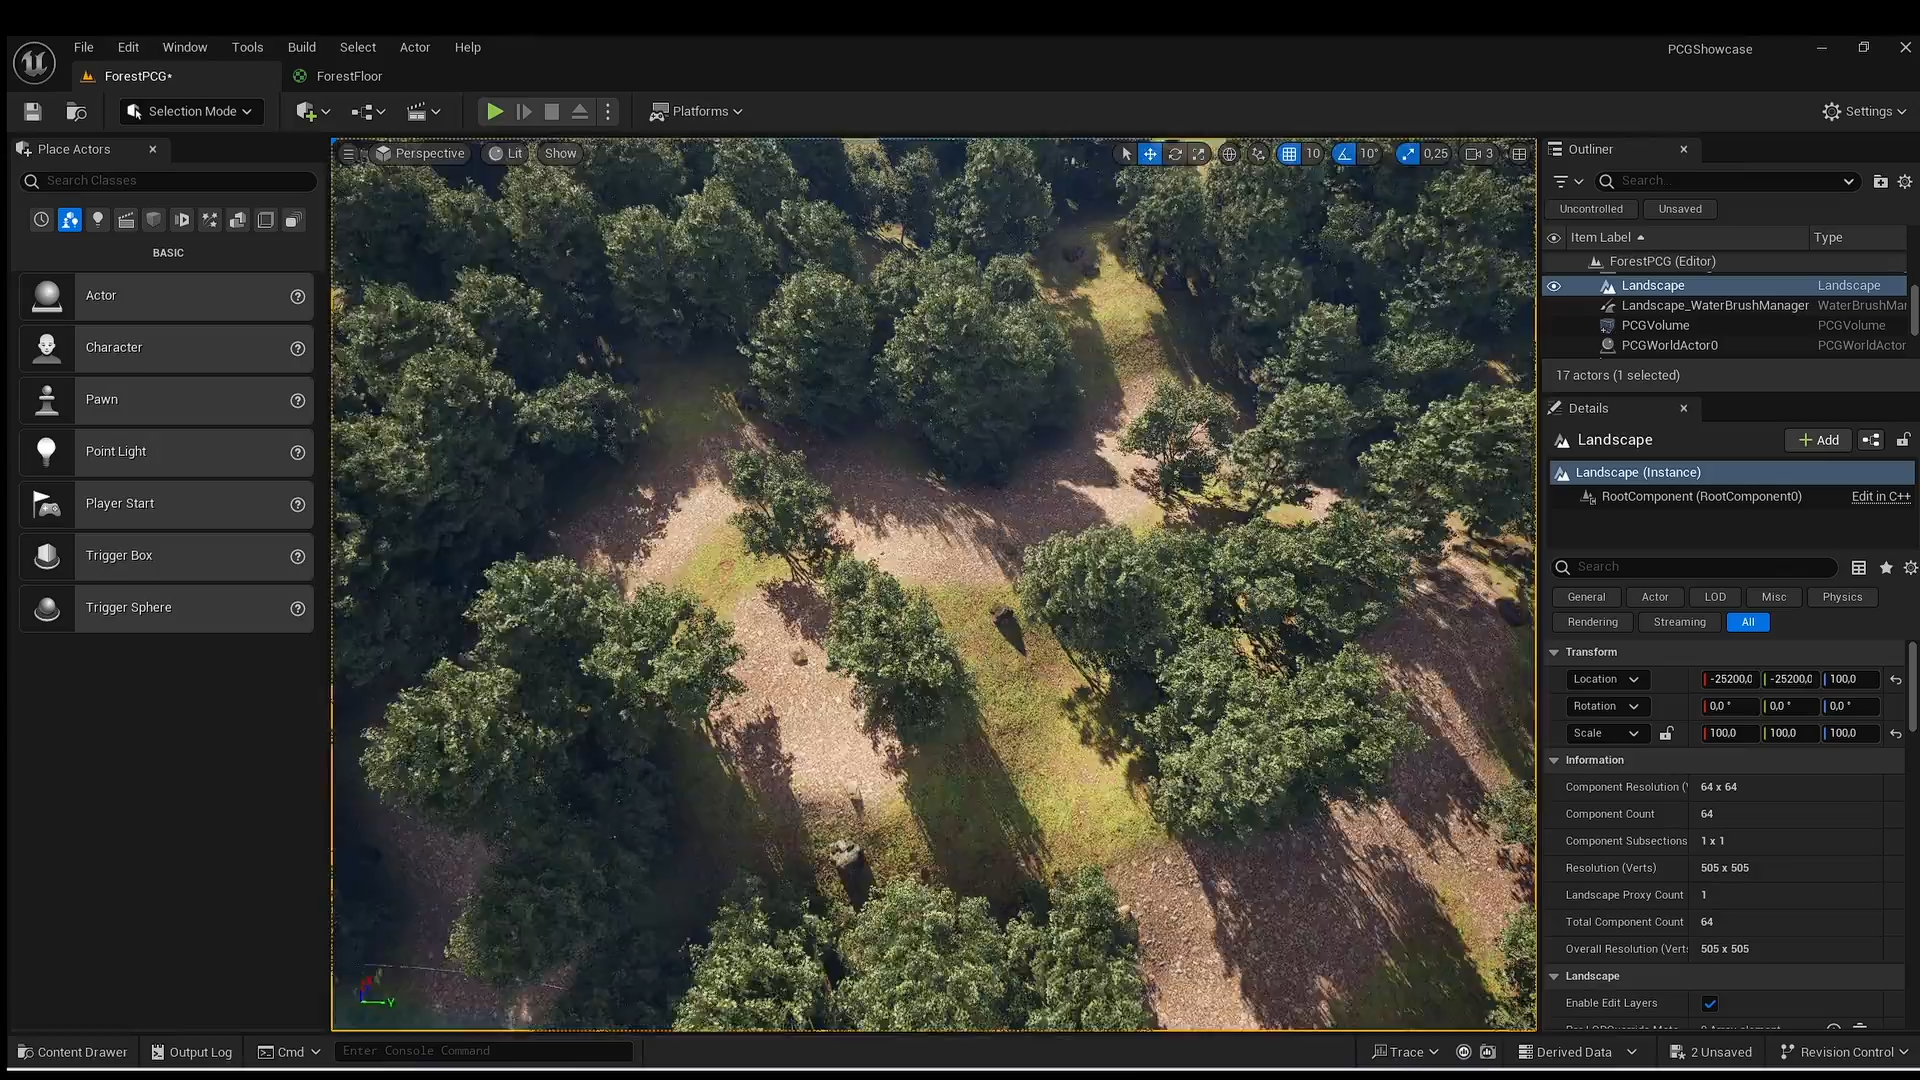 File Edit Window Tools Build Select Actor Help
PCGShowcase
ForestPCG*
ForestFloor
Selection Mode
Platforms
Settings
Place Actors
Search Classes
BASIC
Actor
Character
Pawn
Point Light
Player Start
Trigger Box
Trigger Sphere
Perspective Lit Show
10 10° 0,25 3
Outliner
Search...
Uncontrolled Unsaved
Item Label Type
ForestPCG (Editor)
Landscape Landscape
Landscape_WaterBrushManager WaterBrushMar
PCGVolume PCGVolume
PCGWorldActor0 PCGWorldActor
17 actors (1 selected)
Details
Landscape
Add
Landscape (Instance)
RootComponent (RootComponent0) Edit in C++
Search
General Actor LOD Misc Physics
Rendering Streaming All
Transform
Location -25200,0 -25200,0 100,0
Rotation 0,0 ° 0,0 ° 0,0 °
Scale 100,0 100,0 100,0
Information
Component Resolution ( 64 x 64
Component Count 64
Component Subsections 1 x 1
Resolution (Verts) 505 x 505
Landscape Proxy Count 1
Total Component Count 64
Overall Resolution (Verts 505 x 505
Landscape
Enable Edit Layers
Y
Content Drawer Output Log Cmd Enter Console Command
Trace Derived Data 2 Unsaved Revision Control